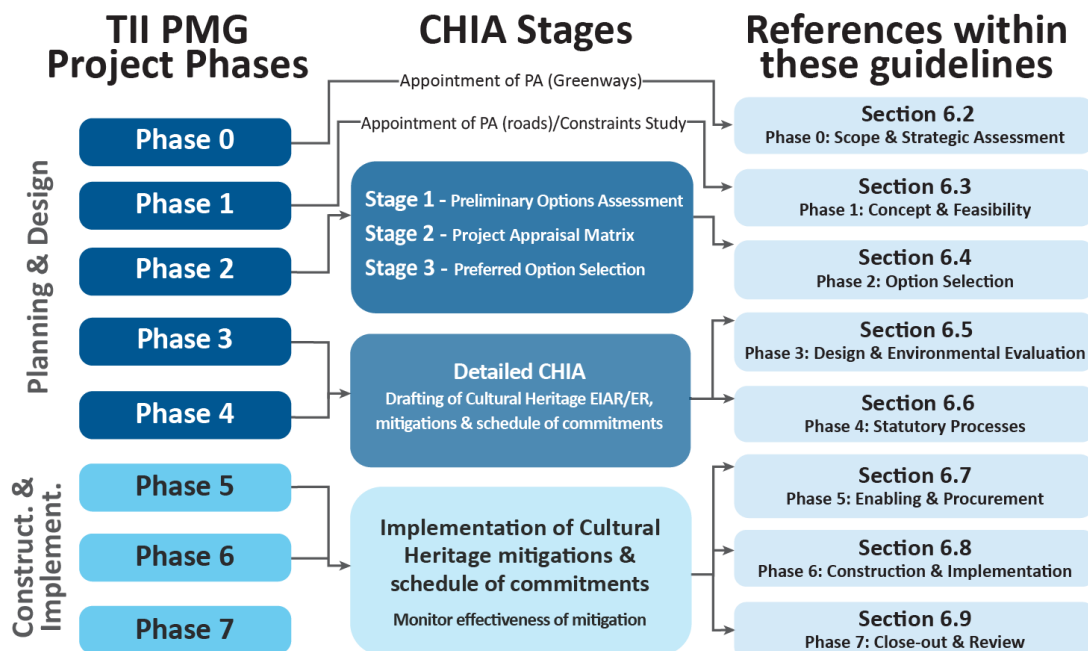 TII PMG
Project Phases
CHIA Stages
References within
these guidelines
Planning & Design
Phase 0
Phase 1
Phase 2
Phase 3
Phase 4
Construct. &
Implement.
Phase 5
Phase 6
Phase 7
Appointment of PA (Greenways)
Appointment of PA (roads)/Constraints Study
Stage 1 - Preliminary Options Assessment
Stage 2 - Project Appraisal Matrix
Stage 3 - Preferred Option Selection
Detailed CHIA
Drafting of Cultural Heritage EIAR/ER,
mitigations & schedule of commitments
Implementation of Cultural
Heritage mitigations &
schedule of commitments
Monitor effectiveness of mitigation
Section 6.2
Phase 0: Scope & Strategic Assessment
Section 6.3
Phase 1: Concept & Feasibility
Section 6.4
Phase 2: Option Selection
Section 6.5
Phase 3: Design & Environmental Evaluation
Section 6.6
Phase 4: Statutory Processes
Section 6.7
Phase 5: Enabling & Procurement
Section 6.8
Phase 6: Construction & Implementation
Section 6.9
Phase 7: Close-out & Review